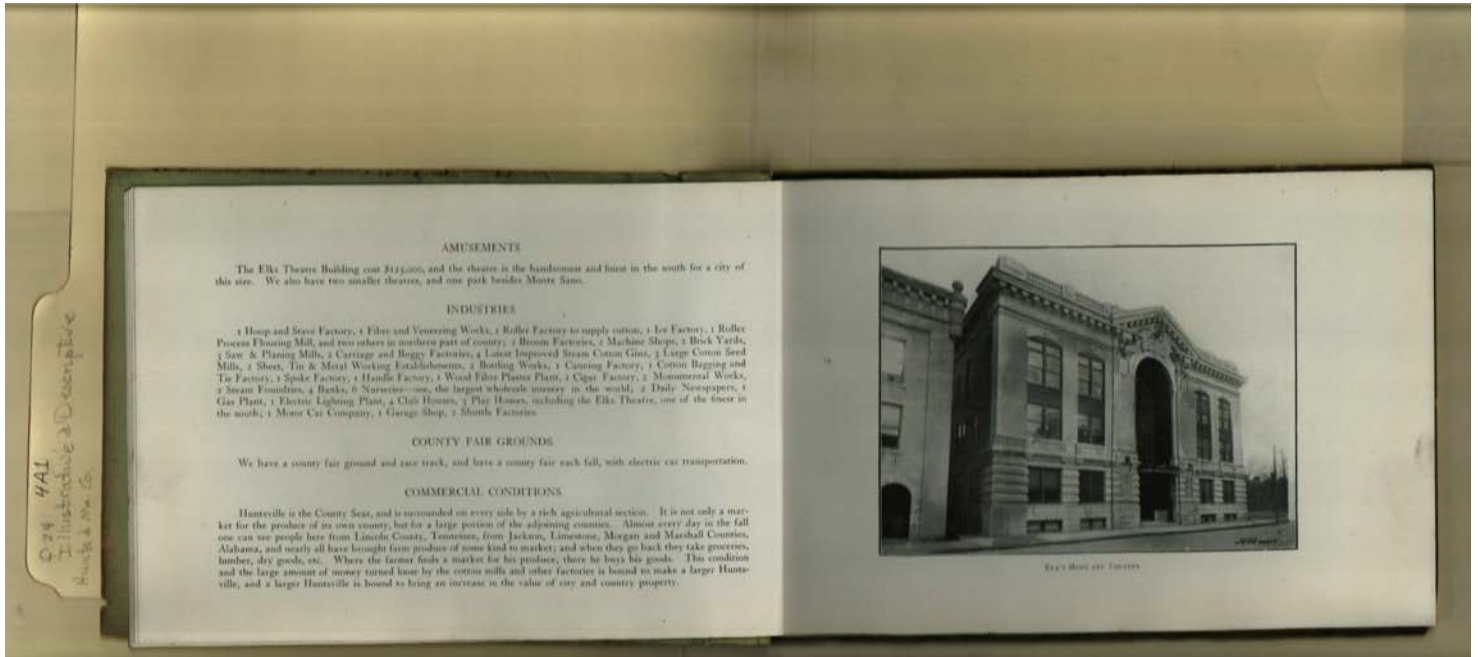 AMUSEMENTS
The Elks Theatre Building cost $125,000, and the theatre is the handsomest and finest in the south for a city of
this size. We also have two smaller theatres, and one park besides Monte Sano.
INDUSTRIES
1 Hoop and Stave Factory, 1 Fibre and Veneering Works, 1 Roller Factory to supply cotton, 1 Ice Factory, 1 Roller
Process Flouring Mill, and two others in northern part of county; 2 Broom Factories, 2 Machine Shops, 2 Brick Yards,
3 Saw & Planing Mills, 2 Carriage and Buggy Factories, 4 Latest Improved Steam Cotton Gins, 3 Large Cotton Seed
Mills, 2 Sheet, Tin & Metal Working Establishments, 2 Bottling Works, 1 Canning Factory, 1 Cotton Bagging and
Tie Factory, 1 Spoke Factory, 1 Handle Factory, 1 Wood Fibre Plaster Plant, 1 Cigar Factory, 2 Monumental Works,
2 Steam Foundries, 4 Banks, 6 Nurseries—one, the largest wholesale nursery in the world; 2 Daily Newspapers, 1
Gas Plant, 1 Electric Lighting Plant, 4 Club Houses, 3 Play Houses, including the Elks Theatre, one of the finest in
the south; 1 Motor Car Company, 1 Garage Shop, 2 Shuttle Factories.
COUNTY FAIR GROUNDS
We have a county fair ground and race track, and have a county fair each fall, with electric car transportation.
COMMERCIAL CONDITIONS
Huntsville is the County Seat, and is surrounded on every side by a rich agricultural section. It is not only a mar-
ket for the produce of its own county, but for a large portion of the adjoining counties. Almost every day in the fall
one can see people here from Lincoln County, Tennessee, from Jackson, Limestone, Morgan and Marshall Counties,
Alabama, and nearly all have brought farm produce of some kind to market; and when they go back they take groceries,
lumber, dry goods, etc. Where the farmer finds a market for his produce, there he buys his goods. This condition
and the large amount of money turned loose by the cotton mills and other factories is bound to make a larger Hunts-
ville, and a larger Huntsville is bound to bring an increase in the value of city and country property.
Elk's Home and Theatre
4A1
Illustrative & Descriptive